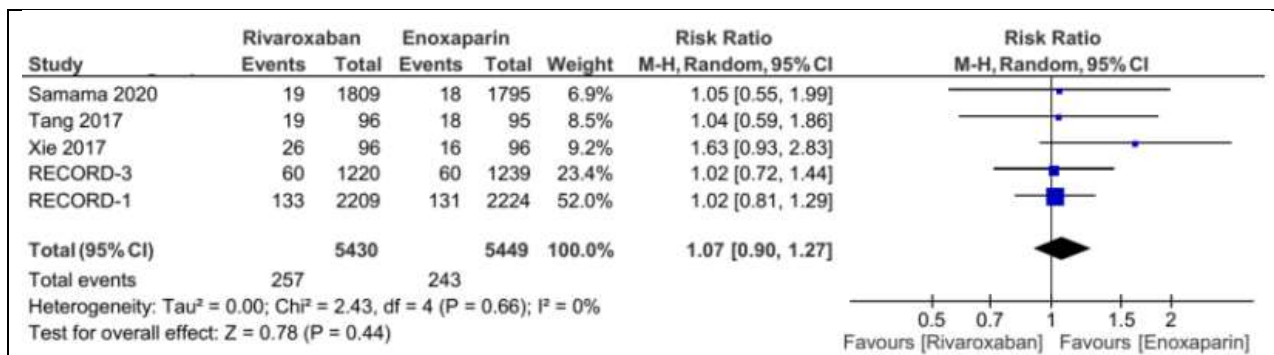 Rivaroxaban Enoxaparin Risk Ratio Risk Ratio
Study Events Total Events Total Weight M-H, Random, 95% CI M-H, Random, 95% CI
Samama 2020 19 1809 18 1795 6.9% 1.05 [0.55, 1.99]
Tang 2017 19 96 18 95 8.5% 1.04 [0.59, 1.86]
Xie 2017 26 96 16 96 9.2% 1.63 [0.93, 2.83]
RECORD-3 60 1220 60 1239 23.4% 1.02 [0.72, 1.44]
RECORD-1 133 2209 131 2224 52.0% 1.02 [0.81, 1.29]
Total (95% CI) 5430 5449 100.0% 1.07 [0.90, 1.27]
Total events 257 243
Heterogeneity: Tau² = 0.00; Chi² = 2.43, df = 4 (P = 0.66); I² = 0%
Test for overall effect: Z = 0.78 (P = 0.44)
0.5 0.7 1 1.5 2
Favours [Rivaroxaban] Favours [Enoxaparin]